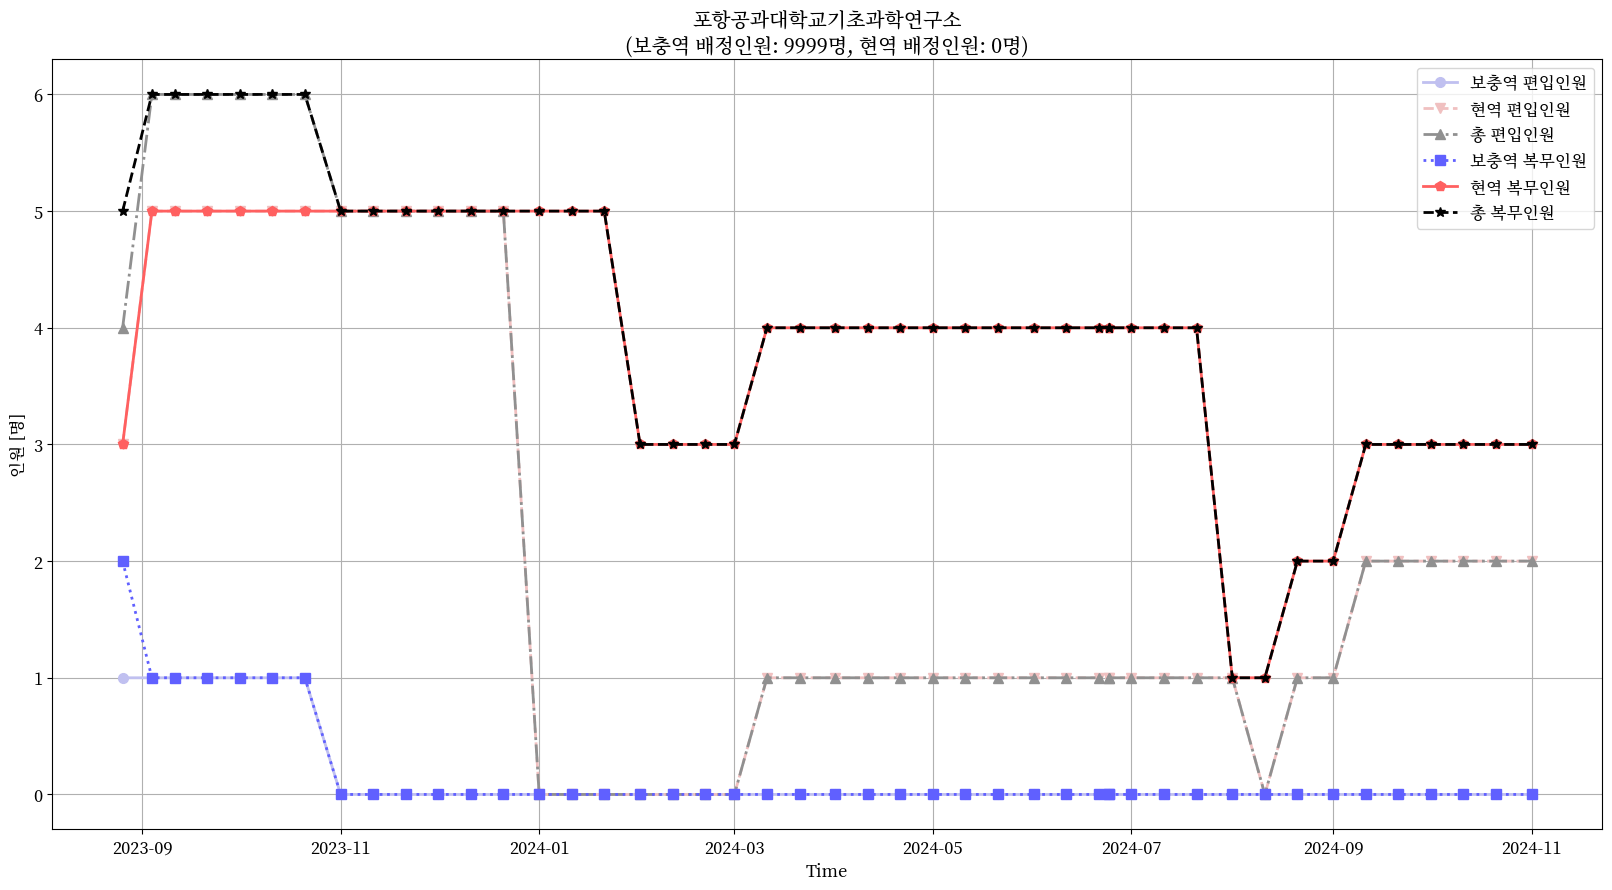 포항공과대학교기초과학연구소
(보충역 배정인원: 9999명, 현역 배정인원: 0명)
보충역 편입인원
현역 편입인원
총 편입인원
보충역 복무인원
현역 복무인원
총 복무인원
인원 [명]
6
5
4
3
2
1
0
2023-09
2023-11
2024-01
2024-03
2024-05
2024-07
2024-09
2024-11
Time